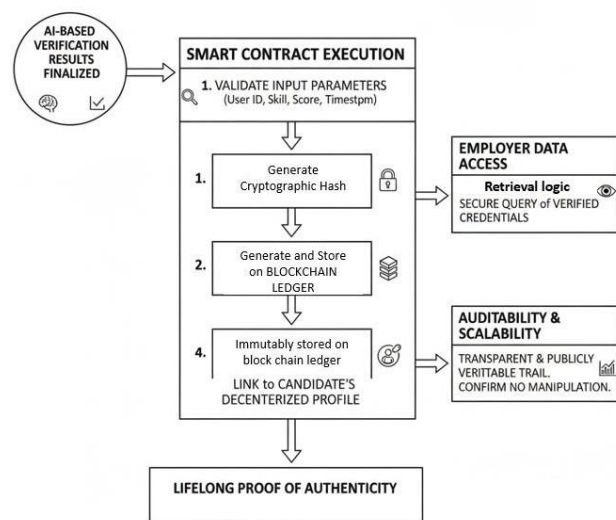 AI-BASED
VERIFICATION
RESULTS
FINALIZED
SMART CONTRACT EXECUTION
1. VALIDATE INPUT PARAMETERS
(User ID, Skill, Score, Timestpm)
1. Generate
Cryptographic Hash
2. Generate and Store
on BLOCKCHAIN
LEDGER
4. Immutably stored on
block chain ledger
LINK to CANDIDATE'S
DECENTERIZED PROFILE
EMPLOYER DATA
ACCESS
Retrieval logic
SECURE QUERY of VERIFIED
CREDENTIALS
AUDITABILITY &
SCALABILITY
TRANSPARENT & PUBLICLY
VERITTABLE TRAIL.
CONFIRM NO MANIPULATION.
LIFELONG PROOF OF AUTHENTICITY